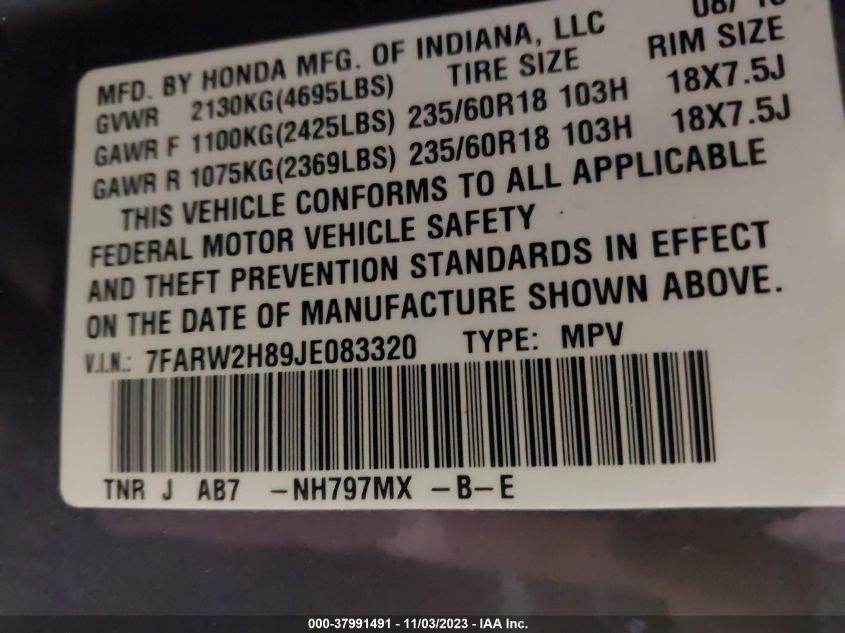 MFD. BY HONDA MFG. OF INDIANA, LLC
GVWR 2130KG(4695LBS) TIRE SIZE RIM SIZE
GAWR F 1100KG(2425LBS) 235/60R18 103H 18X7.5J
GAWR R 1075KG(2369LBS) 235/60R18 103H 18X7.5J
THIS VEHICLE CONFORMS TO ALL APPLICABLE
FEDERAL MOTOR VEHICLE SAFETY
AND THEFT PREVENTION STANDARDS IN EFFECT
ON THE DATE OF MANUFACTURE SHOWN ABOVE.
V.I.N.: 7FARW2H89JE083320 TYPE: MPV
TNR J AB7 -NH797MX -B-E
000-37991491 - 11/03/2023 - IAA Inc.